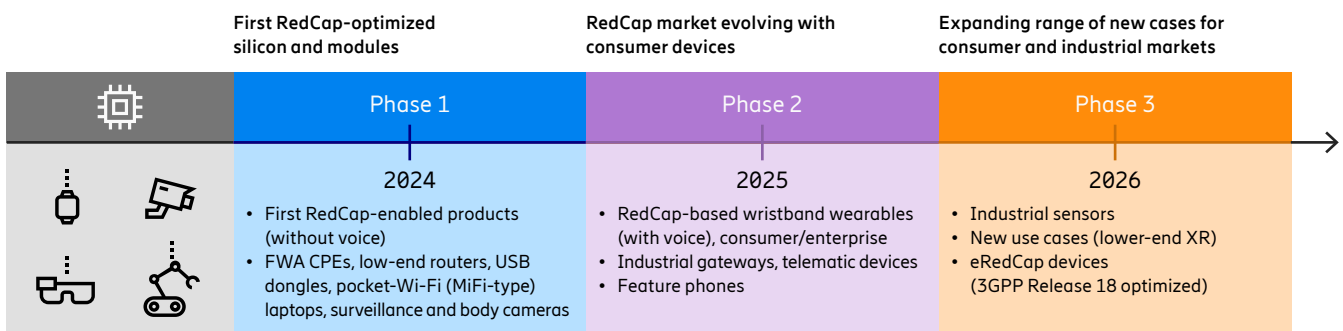 First RedCap-optimized
silicon and modules
RedCap market evolving with
consumer devices
Expanding range of new cases for
consumer and industrial markets
Phase 1
Phase 2
Phase 3
2024
2025
2026
• First RedCap-enabled products
(without voice)
• FWA CPEs, low-end routers, USB
dongles, pocket-Wi-Fi (MiFi-type)
laptops, surveillance and body cameras
• RedCap-based wristband wearables
(with voice), consumer/enterprise
• Industrial gateways, telematic devices
• Feature phones
• Industrial sensors
• New use cases (lower-end XR)
• eRedCap devices
(3GPP Release 18 optimized)